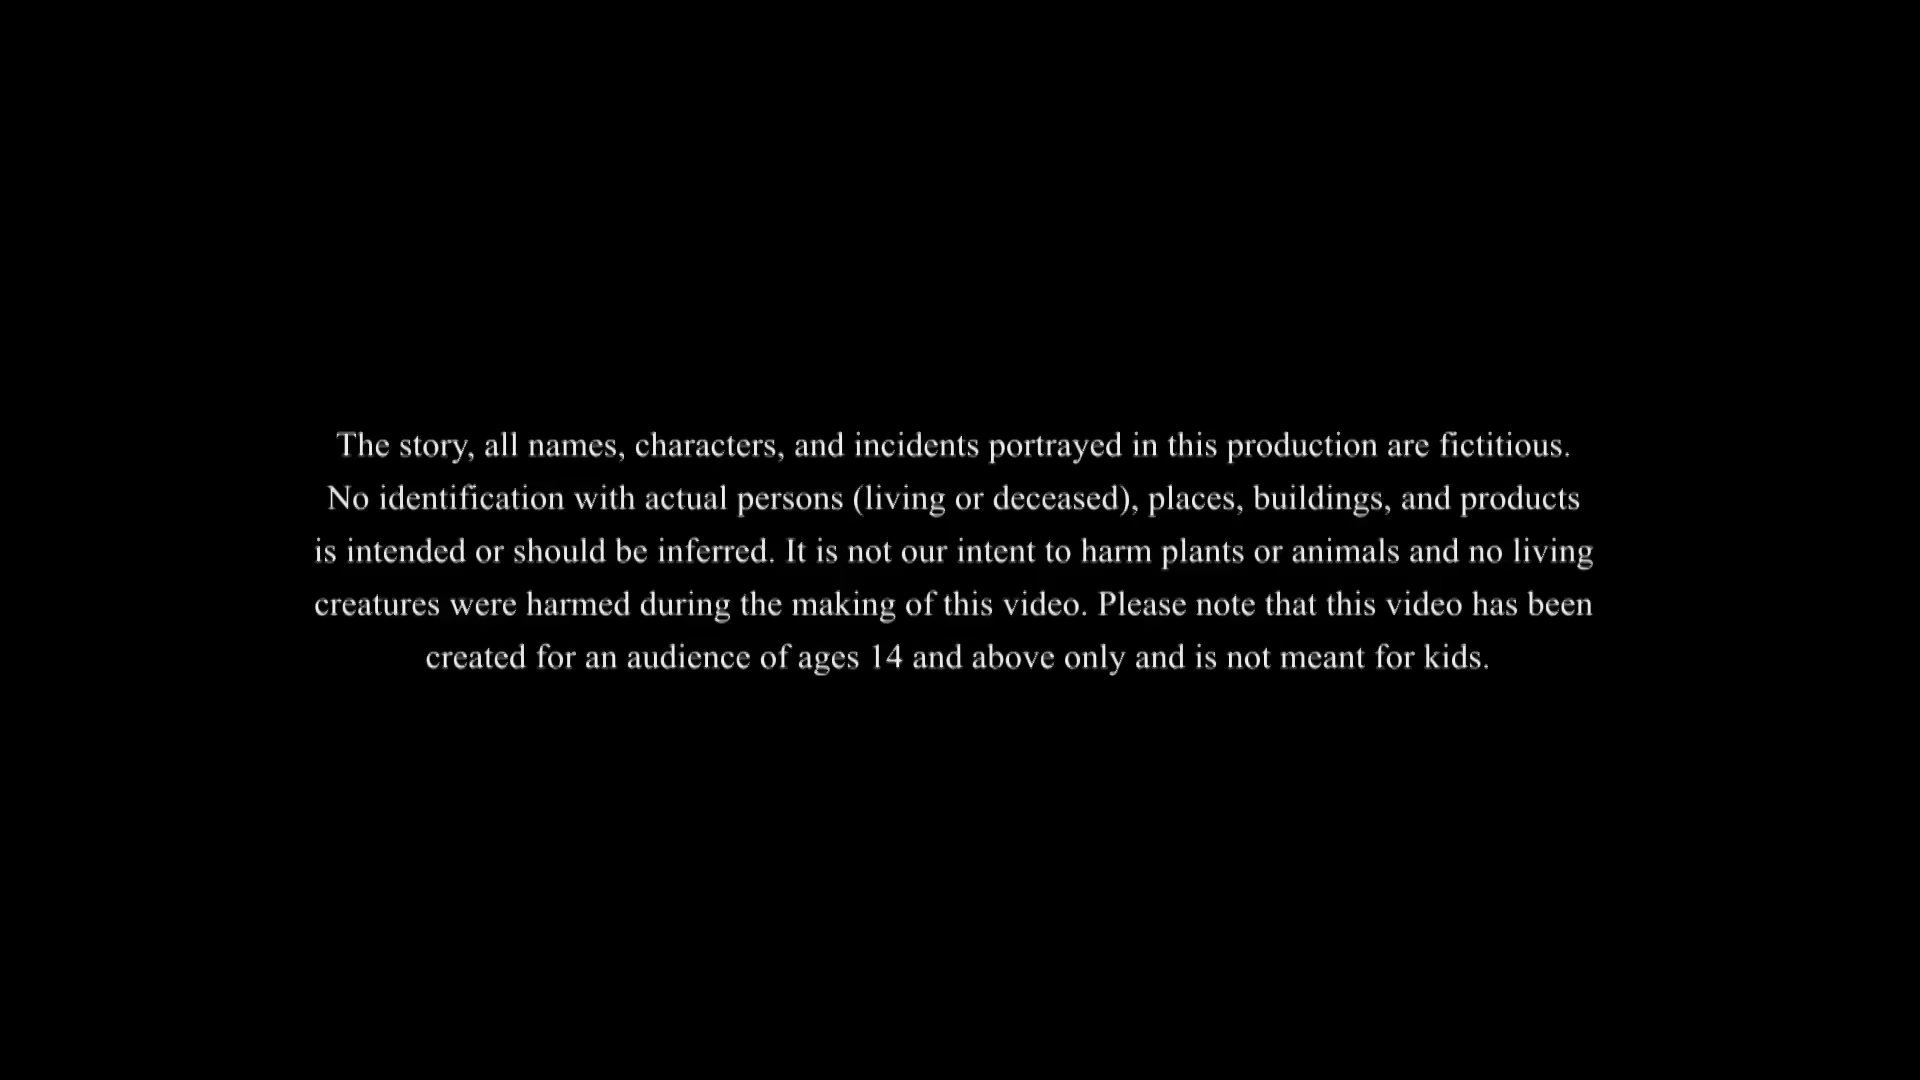 The story, all names, characters, and incidents portrayed in this production are fictitious.
No identification with actual persons (living or deceased), places, buildings, and products
is intended or should be inferred. It is not our intent to harm plants or animals and no living
creatures were harmed during the making of this video. Please note that this video has been
created for an audience of ages 14 and above only and is not meant for kids.